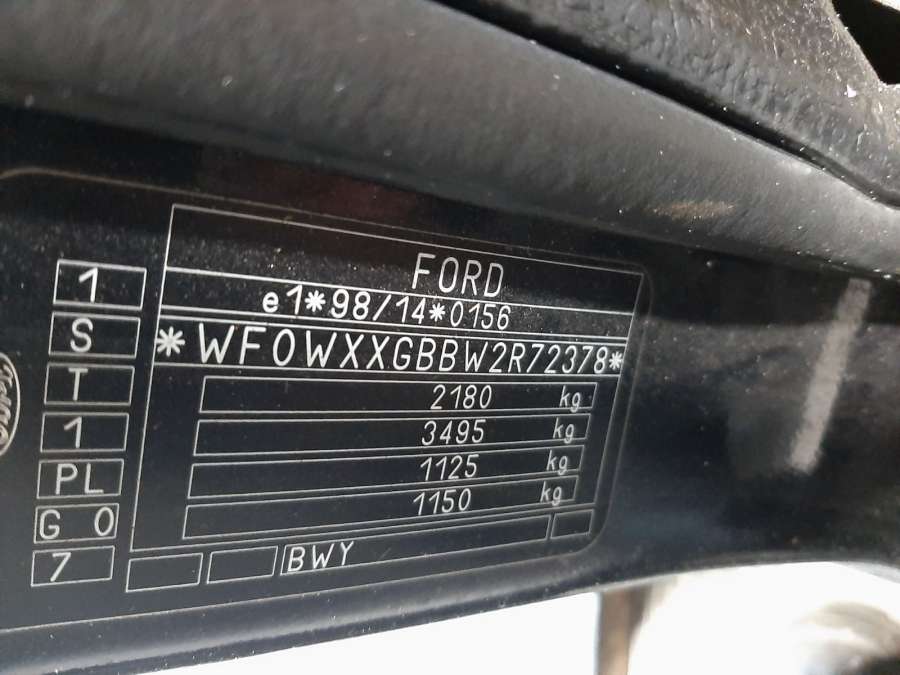 FORD
e1*98/14*0156
*WF0WXXGBBW2R72378*
2180 kg
3495 kg
1125 kg
1150 kg
BWY
1
S
T
1
PL
G 0
7